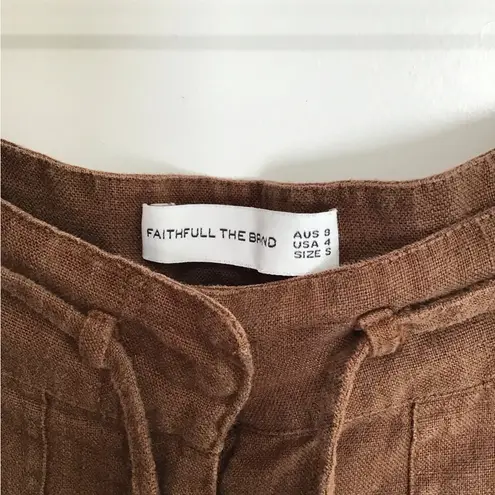 FAITHFULL THE BRAND
AUS 8
USA 4
SIZE S